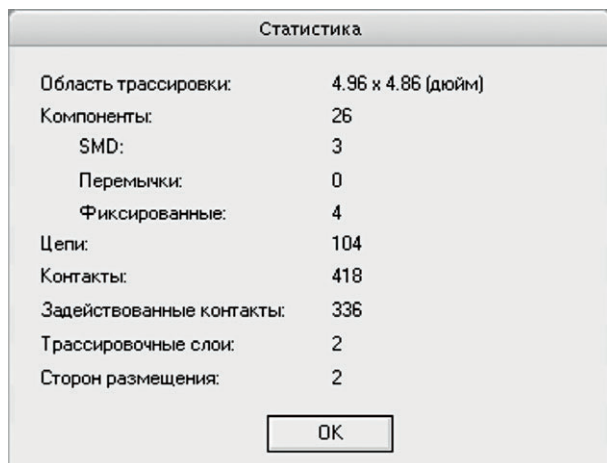 Статистика
Область трассировки: 4.96 x 4.86 (дюйм)
Компоненты: 26
SMD: 3
Перемычки: 0
Фиксированные: 4
Цепи: 104
Контакты: 418
Задействованные контакты: 336
Трассировочные слои: 2
Сторон размещения: 2
OK